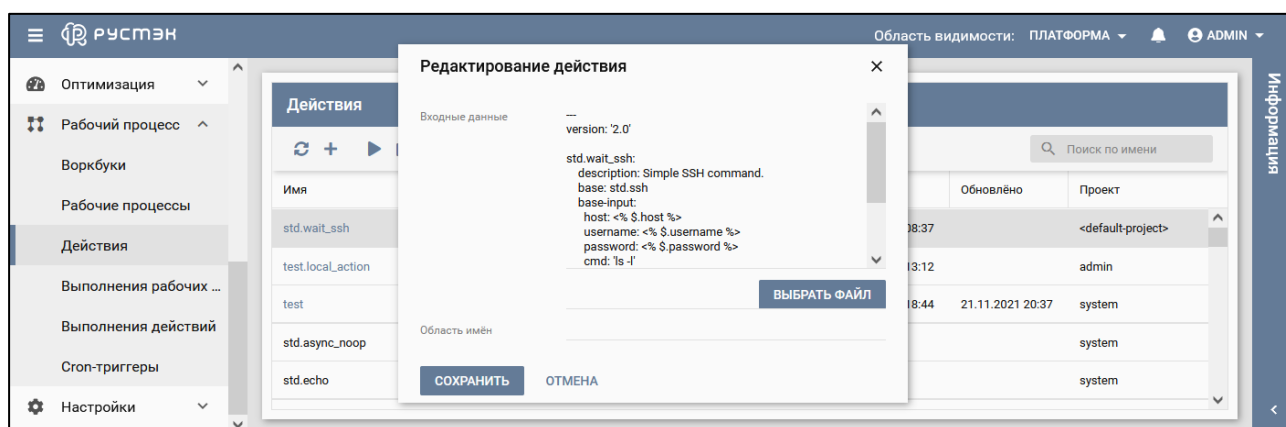 РУСТЭК
Область видимости: ПЛАТФОРМА
ADMIN
Оптимизация
Рабочий процесс
Воркбуки
Рабочие процессы
Действия
Выполнения рабочих ...
Выполнения действий
Cron-триггеры
Настройки
Действия
Поиск по имени
Имя
Обновлёно
Проект
std.wait_ssh
08:37
<default-project>
test.local_action
13:12
admin
test
18:44
21.11.2021 20:37
system
std.async_noop
system
std.echo
system
Редактирование действия
Входные данные
---
version: '2.0'
std.wait_ssh:
description: Simple SSH command.
base: std.ssh
base-input:
host: <% $.host %>
username: <% $.username %>
password: <% $.password %>
cmd: 'ls -l'
ВЫБРАТЬ ФАЙЛ
Область имён
СОХРАНИТЬ
ОТМЕНА
Информация